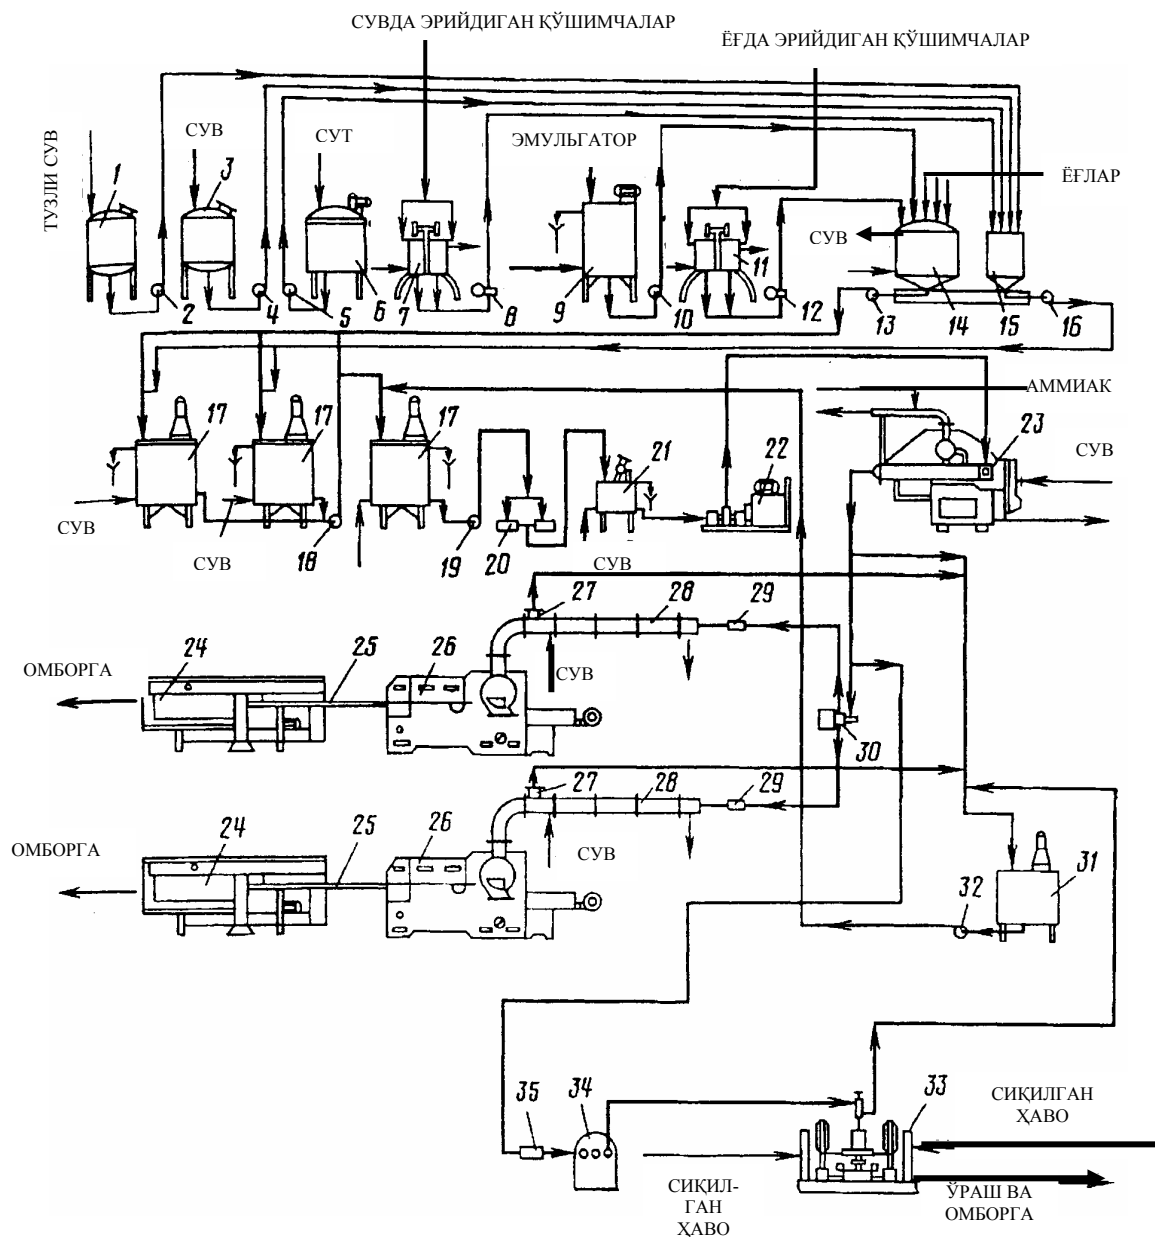 СУВДА ЭРИЙДИГАН ҚЎШИМЧАЛАР
ЁҒДА ЭРИЙДИГАН ҚЎШИМЧАЛАР
ТУЗЛИ СУВ
СУВ
СУТ
ЭМУЛЬГАТОР
ЁҒЛАР
СУВ
1
3
2
4
5
6
7
8
9
10
11
12
13
14
15
16
АММИАК
17
17
17
21
22
23
СУВ
СУВ
СУВ
18
19
20
СУВ
27
28
29
24
25
26
СУВ
ОМБОРГА
30
27
28
29
24
25
26
СУВ
ОМБОРГА
32
31
35
34
33
СИҚИЛГАН
ҲАВО
СИҚИЛ-
ГАН
ҲАВО
ЎРАШ ВА
ОМБОРГА